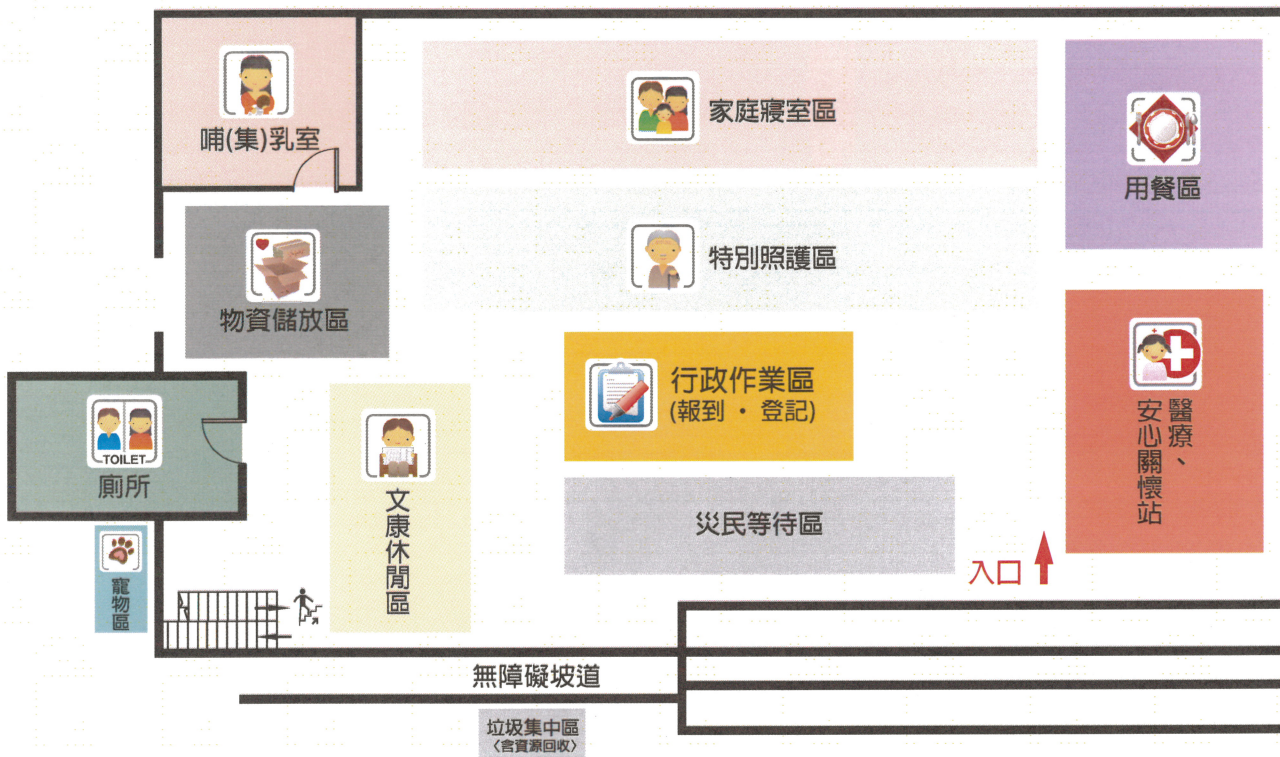 哺(集)乳室
家庭寢室區
用餐區
特別照護區
物資儲放區
行政作業區
(報到 ・ 登記)
醫療、
安心關懷站
TOILET
廁所
文康休閒區
災民等待區
入口
寵物區
無障礙坡道
垃圾集中區
〈含資源回收〉